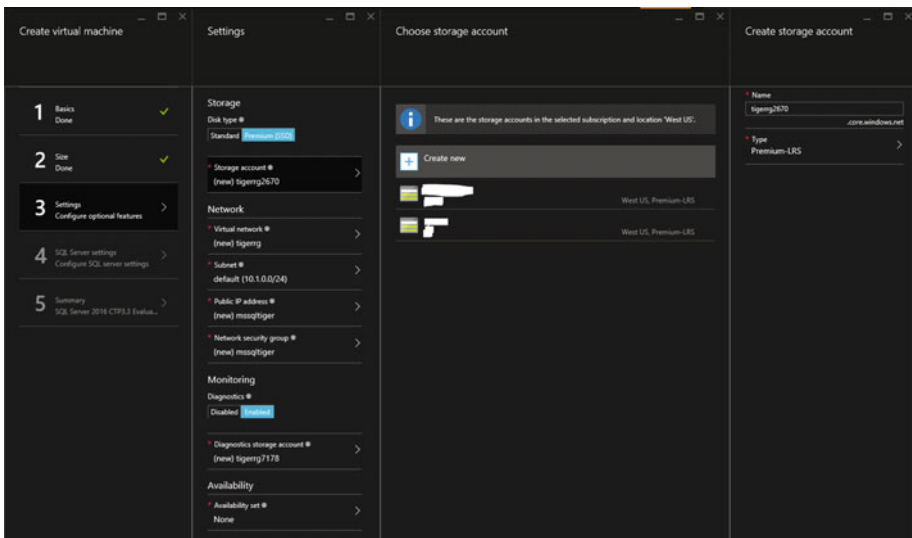 Create virtual machine
1 Basics
Done
2 Size
Done
3 Settings
Configure optional features
4 SQL Server settings
Configure SQL server settings
5 Summary
SQL Server 2016 CTP3.3 Evalua...
Settings
Storage
Disk type
Standard Premium (SSD)
* Storage account
(new) tigerrg2670
Network
* Virtual network
(new) tigerrg
* Subnet
default (10.1.0.0/24)
* Public IP address
(new) mssqltiger
* Network security group
(new) mssqltiger
Monitoring
Diagnostics
Disabled Enabled
* Diagnostics storage account
(new) tigerrg7178
Availability
* Availability set
None
Choose storage account
These are the storage accounts in the selected subscription and location 'West US'.
Create new
West US, Premium-LRS
West US, Premium-LRS
Create storage account
* Name
tigerrg2670
.core.windows.net
* Type
Premium-LRS